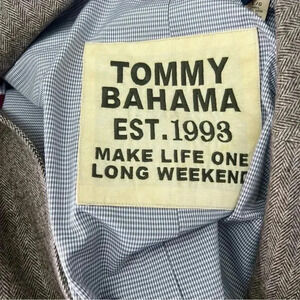 TOMMY
BAHAMA
EST.1993
MAKE LIFE ONE
LONG WEEKEND